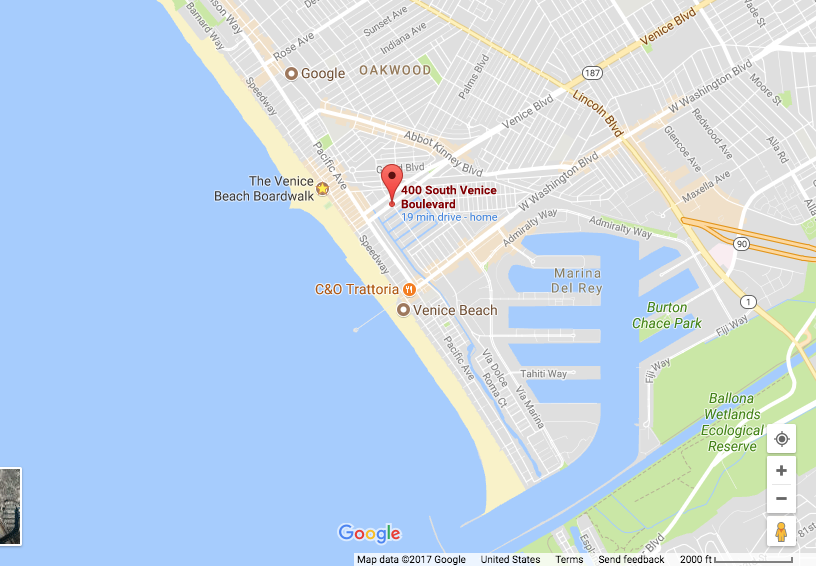 Barnard Way
Sunset Ave
Indiana Ave
Rose Ave
Venice Blvd
Wade St
Google
OAKWOOD
187
Palms Blvd
Speedway
Lincoln Blvd
W Washington Blvd
Moore St
Venice Blvd
Redwood Ave
Glencoe Ave
Abbot Kinney Blvd
Pacific Ave
Alla Rd
W Washington Blvd
Maxella Ave
The Venice
Beach Boardwalk
400 South Venice
Boulevard
19 min drive - home
Admiralty Way
Admiralty Way
Speedway
90
Marina
Del Rey
C&O Trattoria
Venice Beach
1
Burton
Chace Park
Fiji Way
Pacific Ave
Via Dolce
Roma Ct
Tahiti Way
Fiji Way
Via Marina
Ballona
Wetlands
Ecological
Reserve
Google
Map data ©2017 Google
United States
Terms
Send feedback
2000 ft